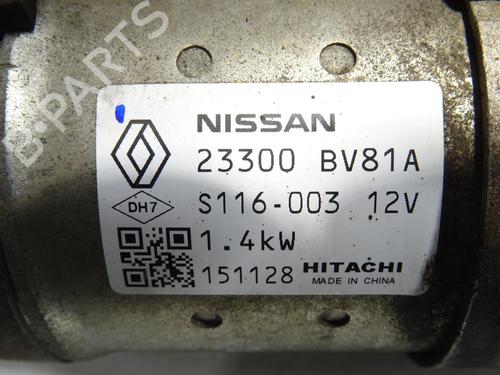 NISSAN
23300 BV81A
DH7
S116-003 12V
1.4kW
151128 HITACHI
MADE IN CHINA
B-PARTS